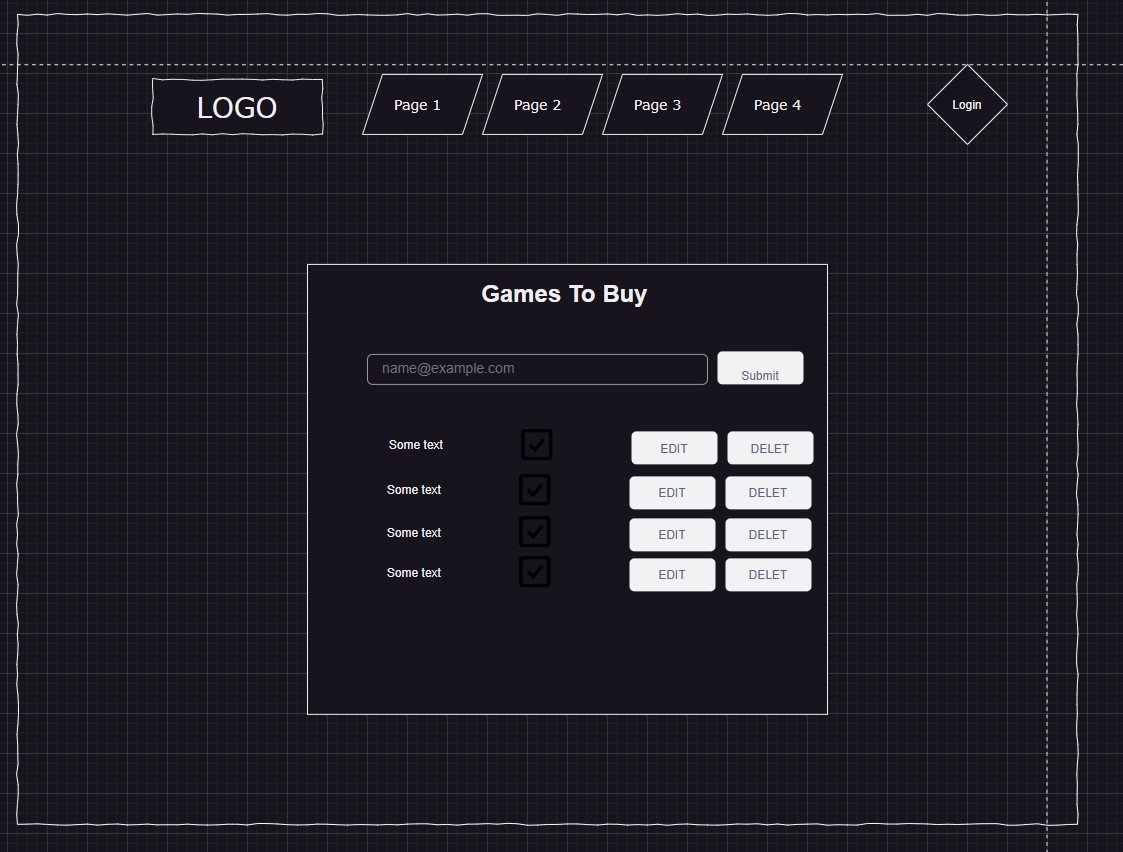 LOGO
Page 1
Page 2
Page 3
Page 4
Login
Games To Buy
name@example.com
Submit
Some text
EDIT
DELET
Some text
EDIT
DELET
Some text
EDIT
DELET
Some text
EDIT
DELET